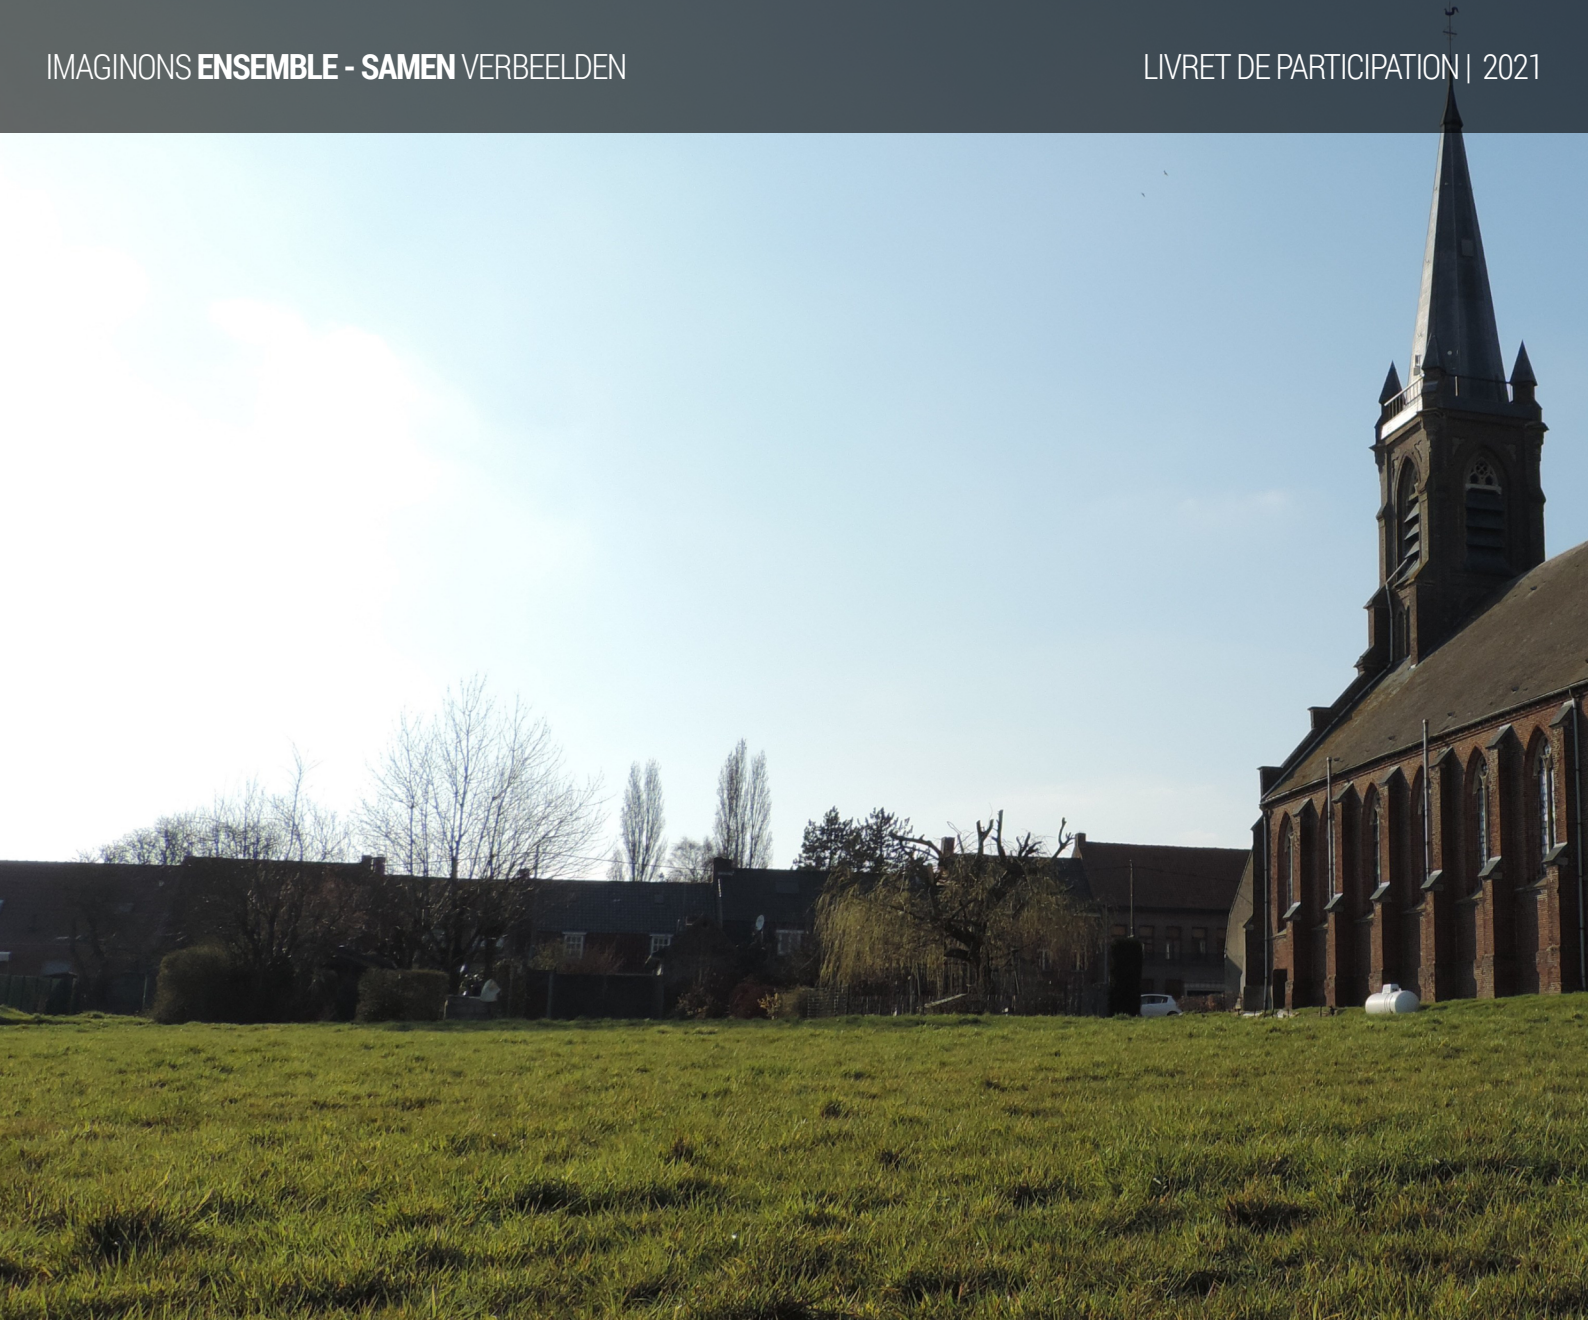 IMAGINONS ENSEMBLE - SAMEN VERBEELDEN
LIVRET DE PARTICIPATION | 2021